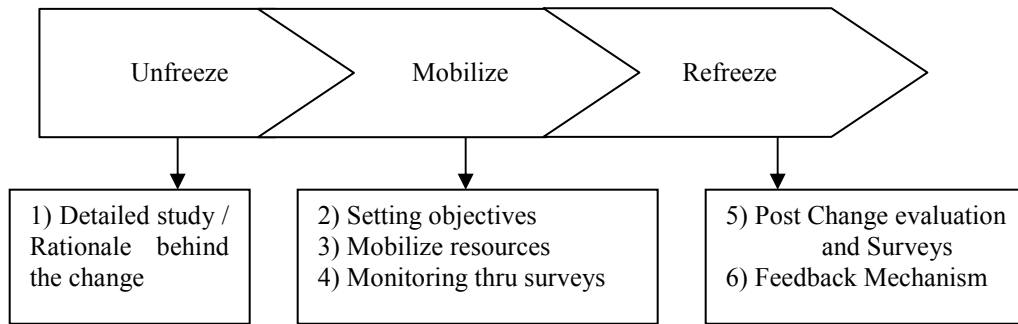 Unfreeze
Mobilize
Refreeze
1) Detailed study /
Rationale behind
the change
2) Setting objectives
3) Mobilize resources
4) Monitoring thru surveys
5) Post Change evaluation
and Surveys
6) Feedback Mechanism